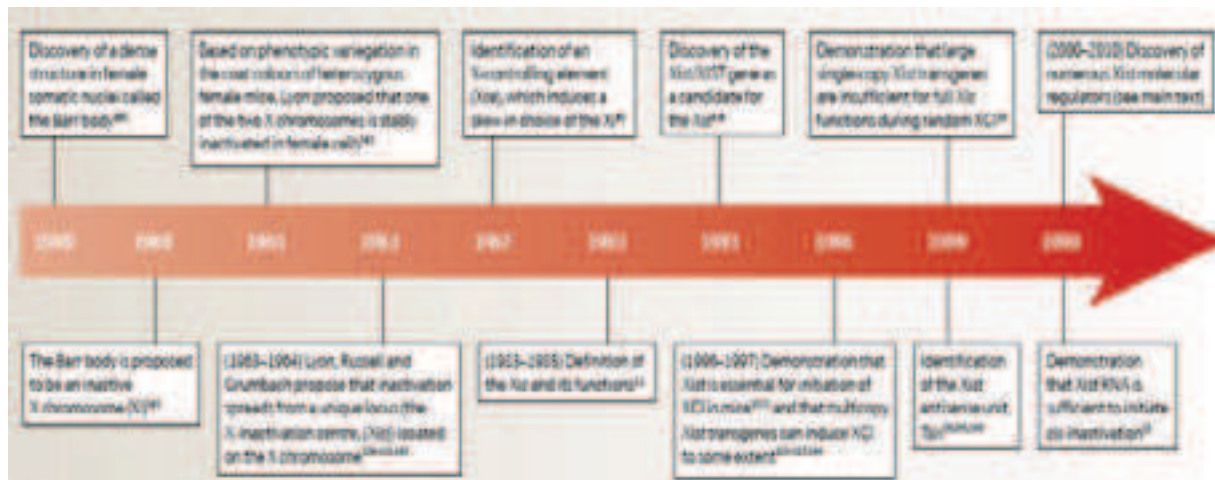 Discovery of a dense
structure in female
somatic nuclei called
the Barr body
Based on phenotypic variegation in
the coat colours of heterozygous
female mice, Lyon proposed that one
of the two X chromosomes is stably
inactivated in female cells
Identification of an
X-controlling element
(Xce), which induces a
skew in choice of the Xi
Discovery of the
Xist/XIST gene as
a candidate for
the Xic
Demonstration that large
single-copy Xist transgenes
are insufficient for full Xic
functions during random XCI
(2000–2010) Discovery of
numerous Xist molecular
regulators (see main text)
1961
1991
1996
1999
The Barr body is proposed
to be an inactive
X chromosome (Xi)
(1963–1964) Lyon, Russell and
Grumbach propose that inactivation
spreads from a unique locus (the
X-inactivation centre, (Xic) located
on the X chromosome
(1983–1985) Definition of
the Xic and its functions
(1996–1997) Demonstration that
Xist is essential for initiation of
XCI in mice and that multicopy
Xist transgenes can induce XCI
to some extent
Identification
of the Xist
antisense unit,
Tsix
Demonstration
that Xist RNA is
sufficient to initiate
cis inactivation